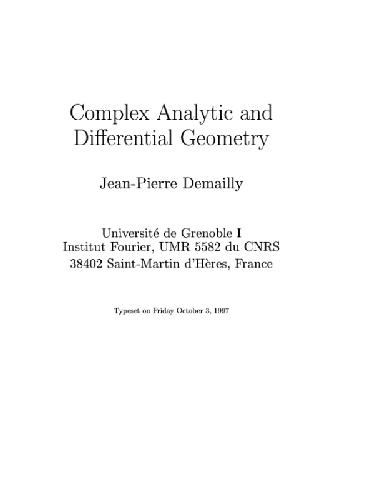 Complex Analytic and
Differential Geometry
Jean-Pierre Demailly
Université de Grenoble I
Institut Fourier, UMR 5582 du CNRS
38402 Saint-Martin d'Hères, France
Typeset on Friday October 3, 1997